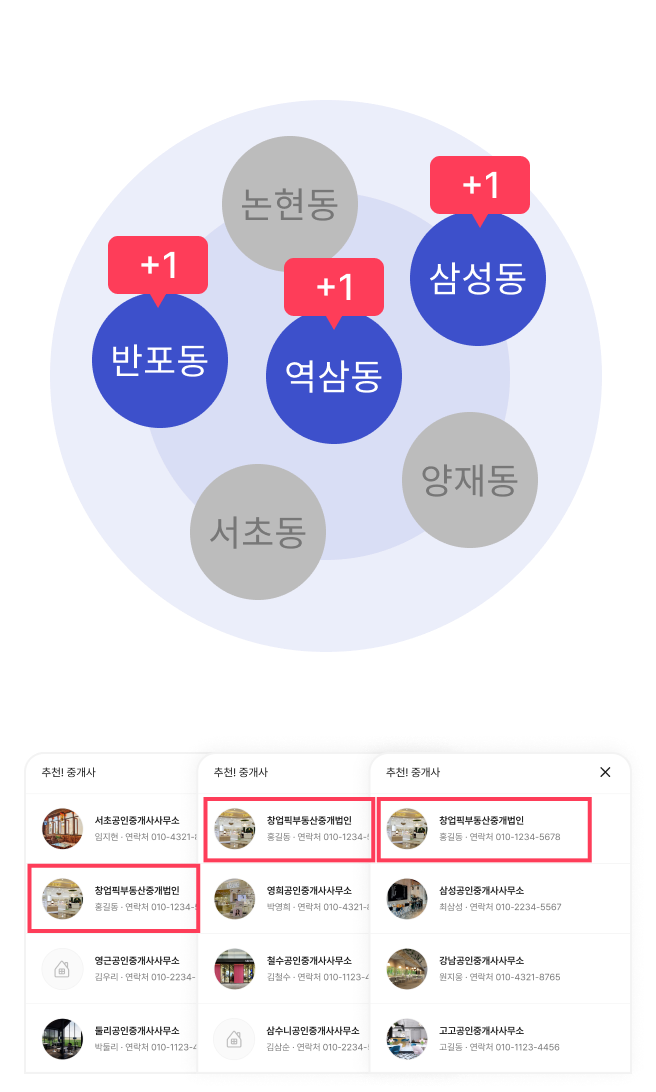 논현동
+1
삼성동
+1
반포동
+1
역삼동
양재동
서초동
추천! 중개사
서초공인중개사사무소
임지현 · 연락처 010-4321-
창업픽부동산중개법인
홍길동 · 연락처 010-1234-
영근공인중개사사무소
김우리 · 연락처 010-2234-
둘리공인중개사사무소
박둘리 · 연락처 010-1123-
추천! 중개사
창업픽부동산중개법인
홍길동 · 연락처 010-1234-
영희공인중개사사무소
박영희 · 연락처 010-4321-
철수공인중개사사무소
김철수 · 연락처 010-1123-
삼수니공인중개사사무소
김삼순 · 연락처 010-2234-
추천! 중개사
창업픽부동산중개법인
홍길동 · 연락처 010-1234-5678
삼성공인중개사사무소
최삼성 · 연락처 010-2234-5567
강남공인중개사사무소
원지웅 · 연락처 010-4321-8765
고고공인중개사사무소
고길동 · 연락처 010-1123-4456